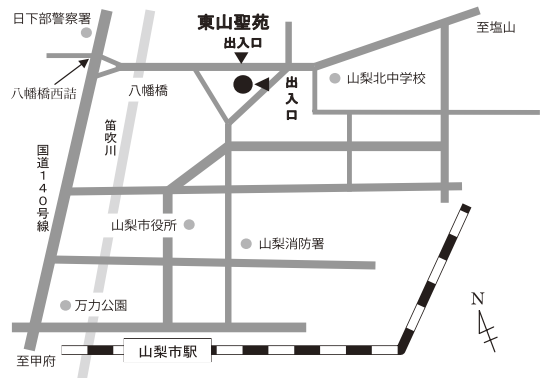 日下部警察署
東山聖苑
出入口
至塩山
八幡橋西詰
八幡橋
出入口
山梨北中学校
笛吹川
国道140号線
山梨市役所
山梨消防署
万力公園
N
至甲府
山梨市駅